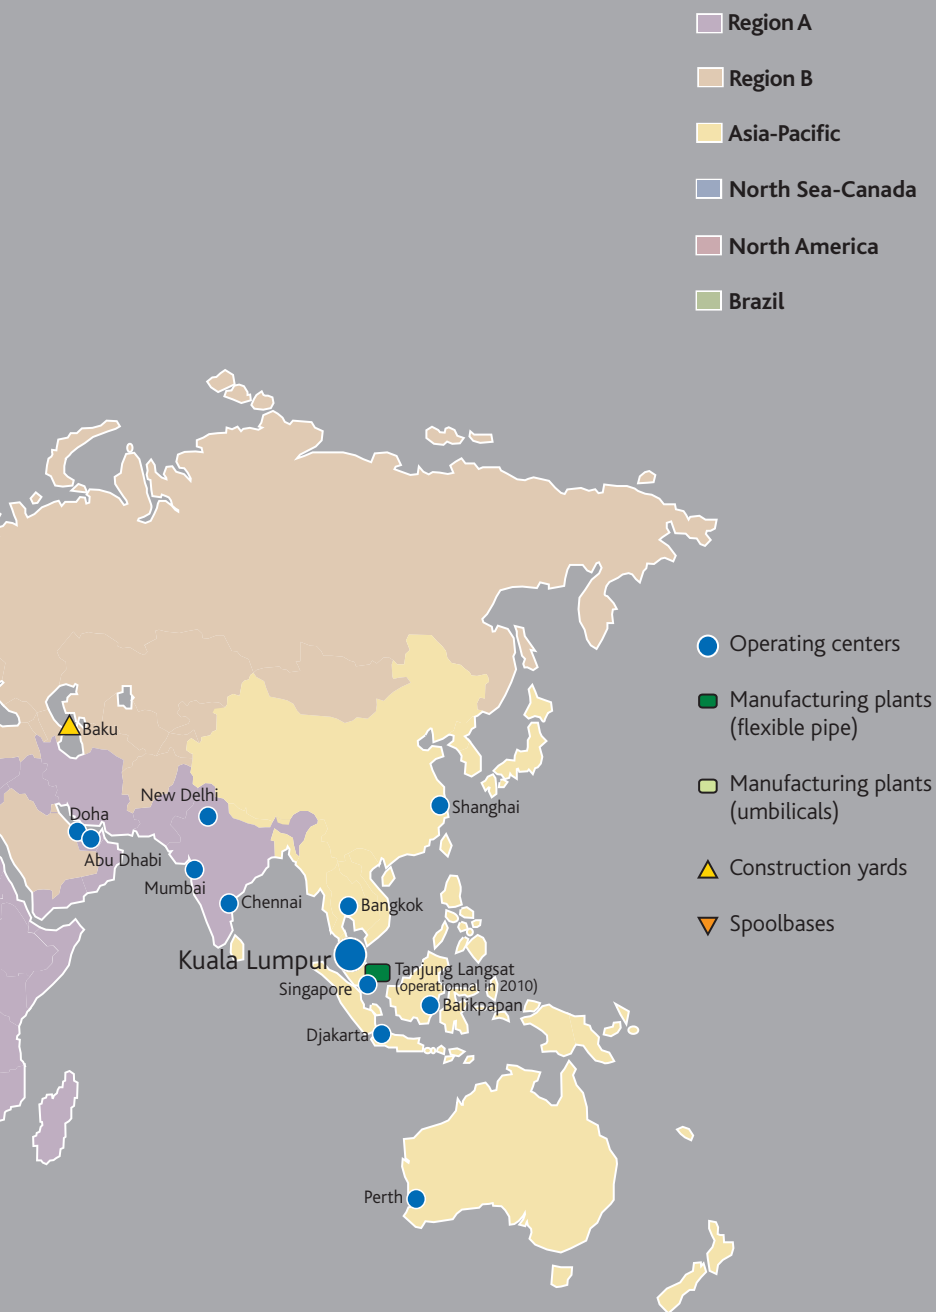 Region A
Region B
Asia-Pacific
North Sea-Canada
North America
Brazil
Operating centers
Manufacturing plants
(flexible pipe)
Manufacturing plants
(umbilicals)
Construction yards
Spoolbases
Baku
New Delhi
Doha
Abu Dhabi
Mumbai
Chennai
Shanghai
Bangkok
Kuala Lumpur
Tanjung Langsat
(operationnal in 2010)
Singapore
Balikpapan
Djakarta
Perth